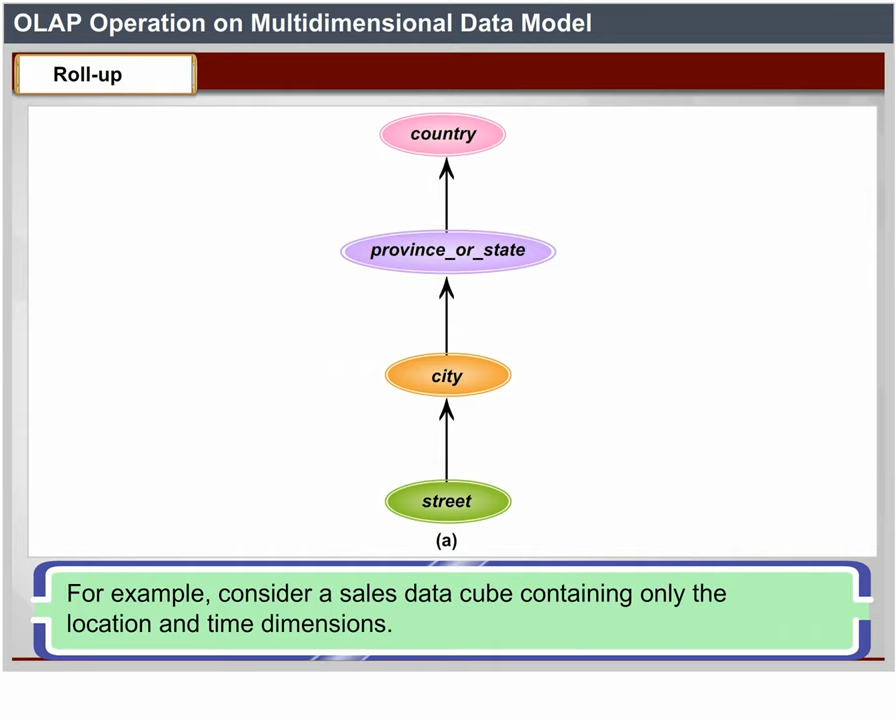 OLAP Operation on Multidimensional Data Model
Roll-up
country
province_or_state
city
street
(a)
For example, consider a sales data cube containing only the
location and time dimensions.